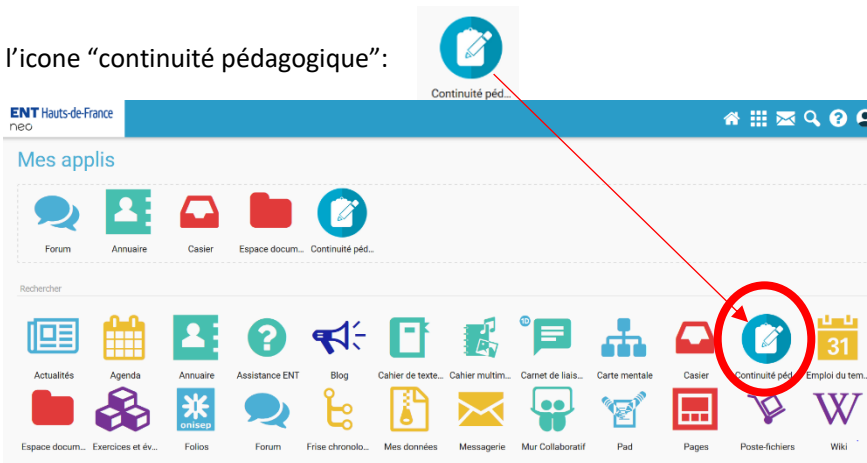 l’icone “continuité pédagogique”:
Continuité péd...
ENT Hauts-de-France
neo
Mes applis
Forum Annuaire Casier Espace docum... Continuité péd...
Rechercher
31
1D
Actualités Agenda Annuaire Assistance ENT Blog Cahier de texte... Cahier multim... Carnet de liais... Carte mentale Casier Continuité péd... Emploi du tem...
onisep
W
Espace docum... Exercices et év... Folios Forum Frise chronolo... Mes données Messagerie Mur Collaboratif Pad Pages Poste-fichiers Wiki